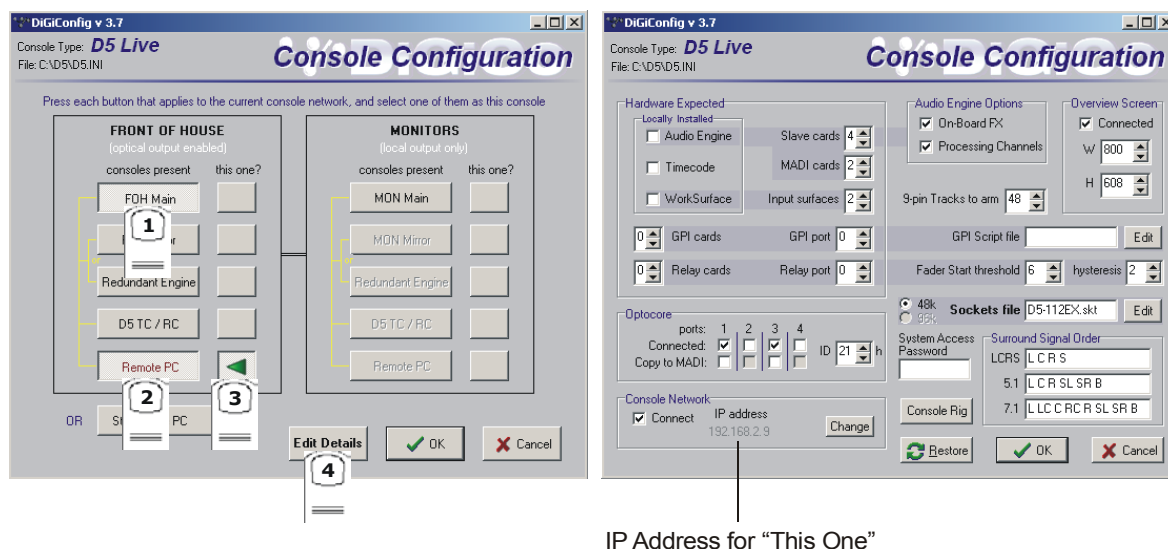 DiGiConfig v 3.7
Console Type: D5 Live
File: C:\D5\D5.INI
Console Configuration
Press each button that applies to the current console network, and select one of them as this console
FRONT OF HOUSE
(optical output enabled)
consoles present this one?
FOH Main
1
or
Redundant Engine
D5 TC / RC
Remote PC
2
3
OR
PC
MONITORS
(local output only)
consoles present this one?
MON Main
MON Mirror
or
Redundant Engine
D5 TC / RC
Remote PC
Edit Details
4
OK
Cancel
DiGiConfig v 3.7
Console Type: D5 Live
File: C:\D5\D5.INI
Console Configuration
Hardware Expected
Locally Installed
Audio Engine
Timecode
WorkSurface
Slave cards 4
MADI cards 2
Input surfaces 2
0 GPI cards GPI port 0
0 Relay cards Relay port 0
Audio Engine Options
On-Board FX
Processing Channels
Overview Screen
Connected
W 800
H 608
9-pin Tracks to arm 48
GPI Script file Edit
Fader Start threshold 6 hysteresis 2
48k
96k
Sockets file D5-112EX.skt Edit
Optocore
ports: 1 2 3 4
Connected:
Copy to MADI:
ID 21 h
System Access
Password
Surround Signal Order
LCRS L C R S
5.1 L C R SL SR B
7.1 L LC C RC R SL SR B
Console Network
Connect
IP address
192.168.2.9
Change
Console Rig
Restore
OK
Cancel
IP Address for “This One”